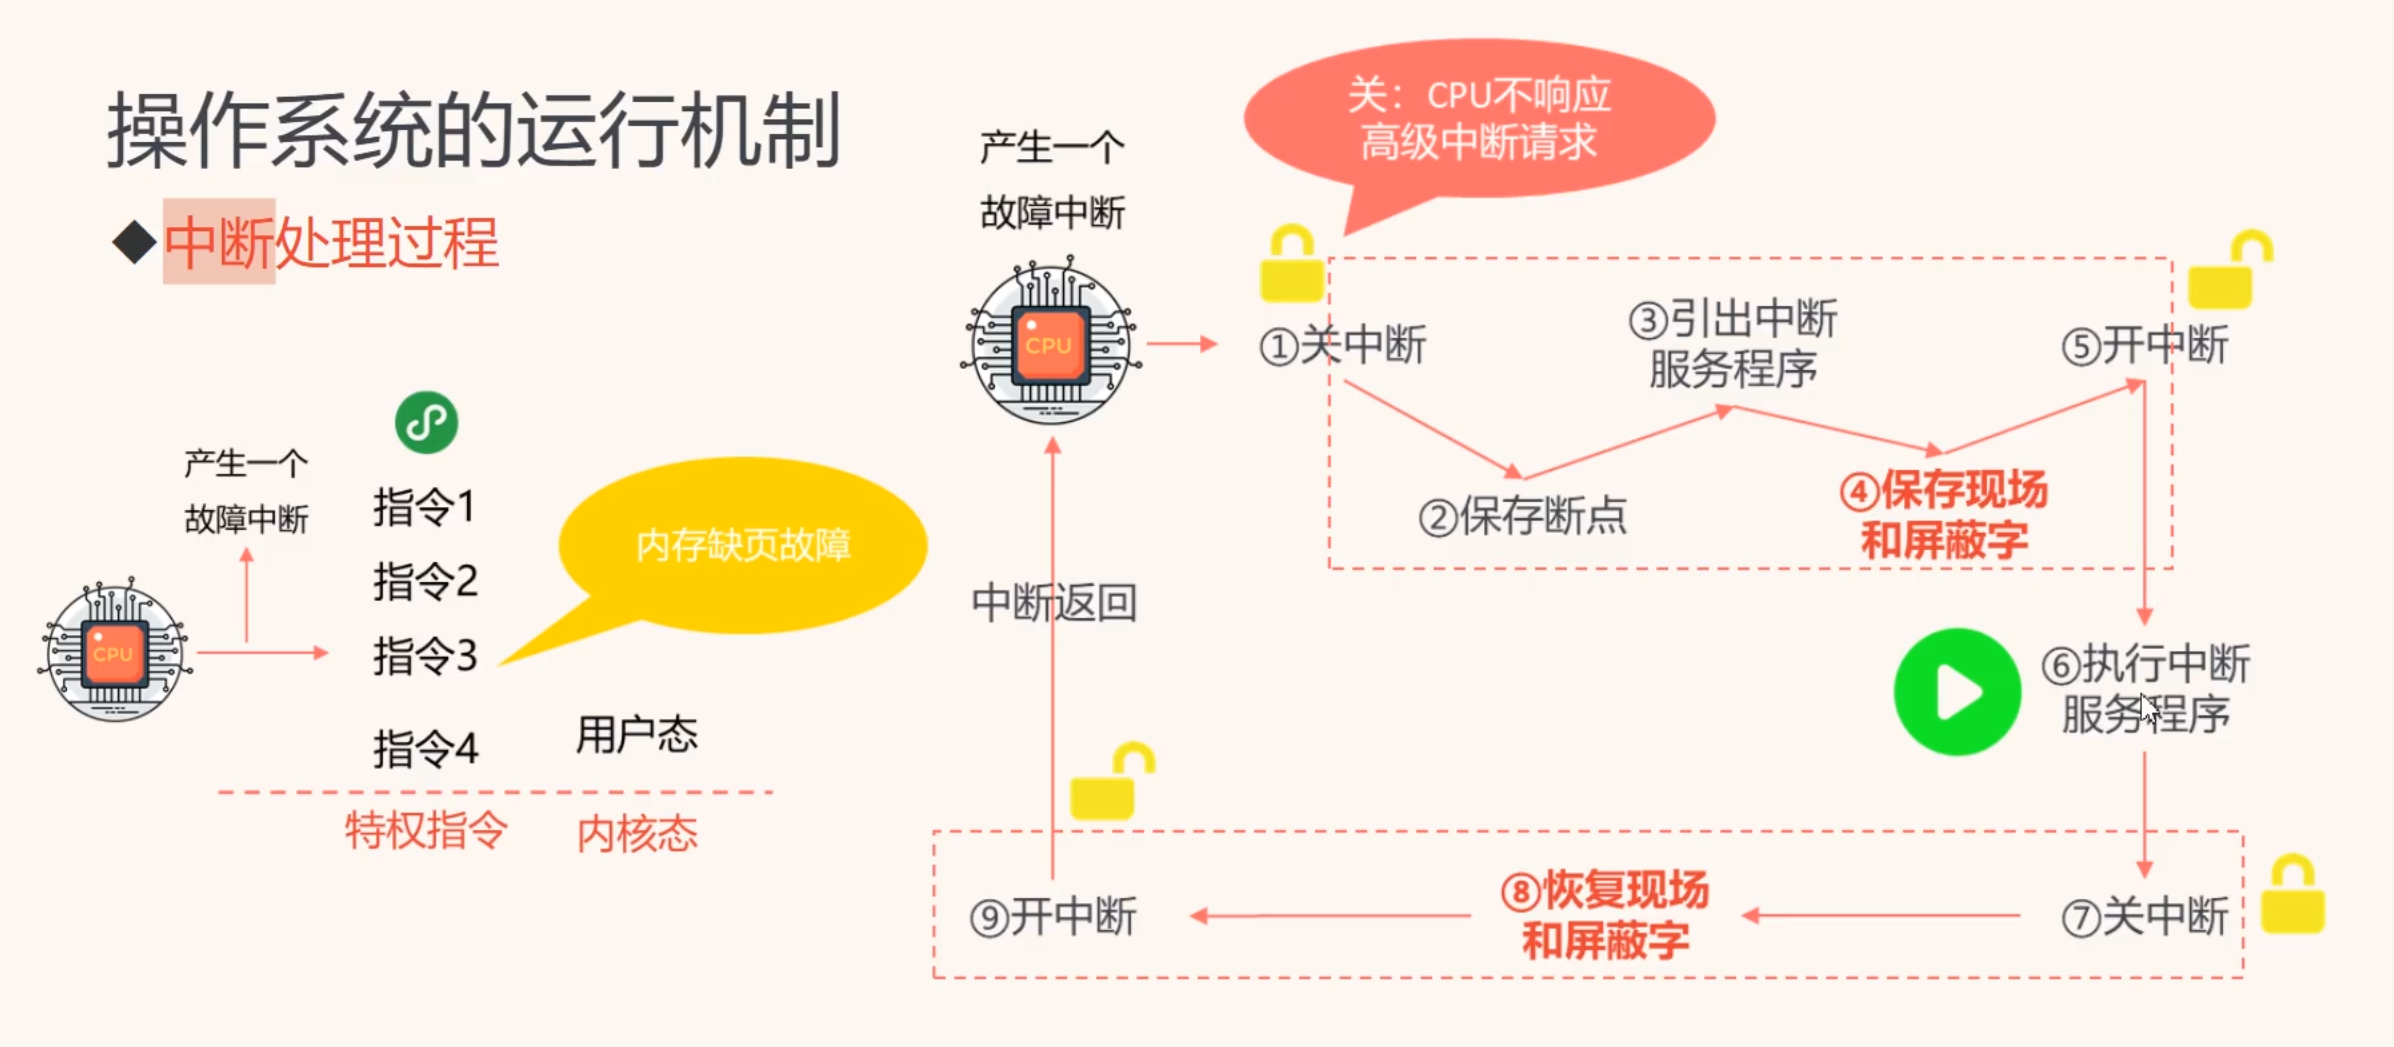 操作系统的运行机制
◆中断处理过程
产生一个
故障中断
CPU
指令1
指令2
指令3
指令4
内存缺页故障
用户态
特权指令
内核态
产生一个
故障中断
CPU
关：CPU不响应
高级中断请求
①关中断
②保存断点
③引出中断
服务程序
④保存现场
和屏蔽字
⑤开中断
⑥执行中断
服务程序
⑦关中断
⑧恢复现场
和屏蔽字
⑨开中断
中断返回